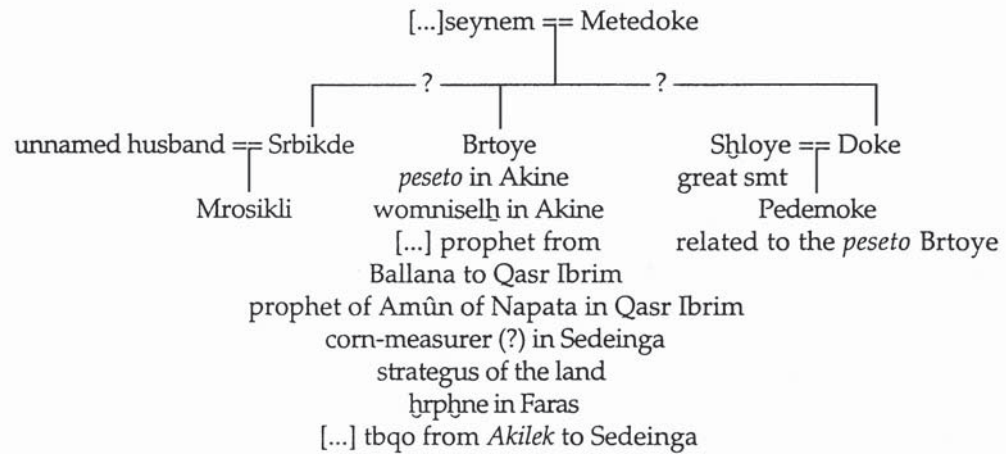 [...]seynem == Metedoke
? ?
unnamed husband == Srbikde Brtoye Sḫloye == Doke
peseto in Akine great smt
Mrosikli womniselẖ in Akine Pedemoke
[...] prophet from related to the peseto Brtoye
Ballana to Qasr Ibrim
prophet of Amûn of Napata in Qasr Ibrim
corn-measurer (?) in Sedeinga
strategus of the land
ḫrpḫne in Faras
[...] tbqo from Akilek to Sedeinga